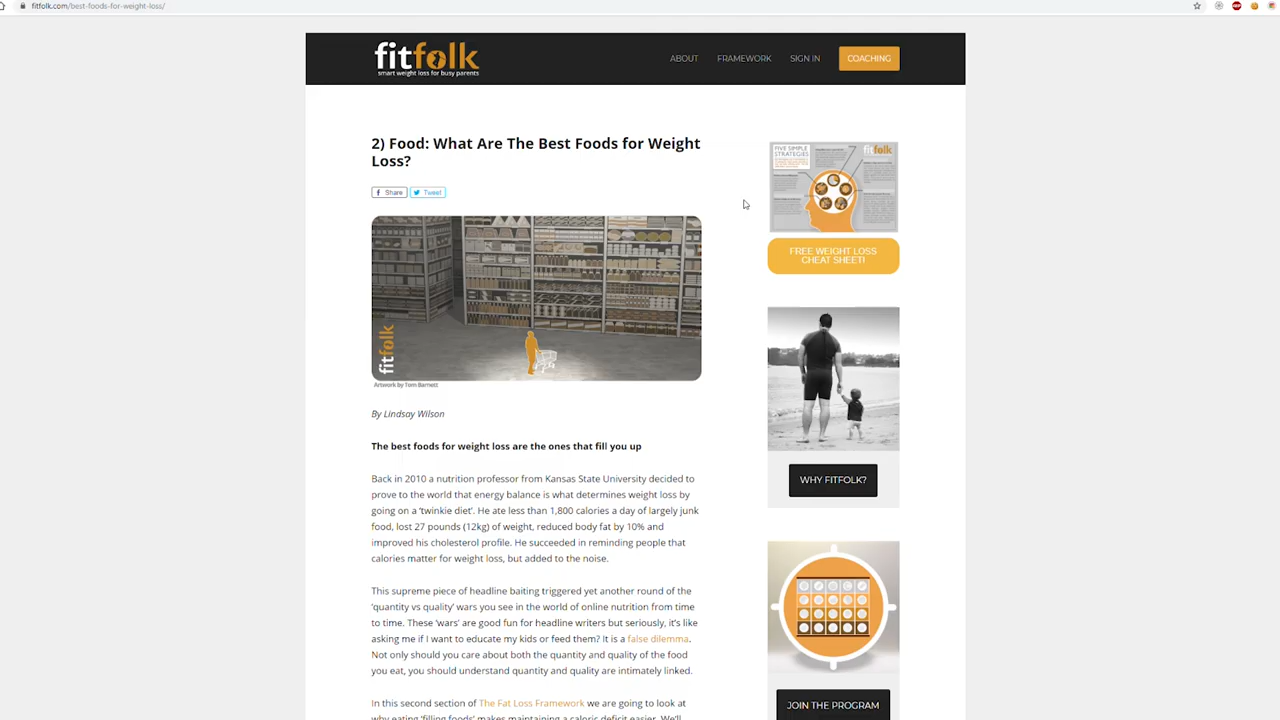 fitfolk.com/best-foods-for-weight-loss/
fitfolk
smart weight loss for busy parents
ABOUT
FRAMEWORK
SIGN IN
COACHING
2) Food: What Are The Best Foods for Weight
Loss?
Share
Tweet
fitfolk
Artwork by Tom Barnett
By Lindsay Wilson
The best foods for weight loss are the ones that fill you up
Back in 2010 a nutrition professor from Kansas State University decided to
prove to the world that energy balance is what determines weight loss by
going on a ‘twinkie diet’. He ate less than 1,800 calories a day of largely junk
food, lost 27 pounds (12kg) of weight, reduced body fat by 10% and
improved his cholesterol profile. He succeeded in reminding people that
calories matter for weight loss, but added to the noise.
This supreme piece of headline baiting triggered yet another round of the
‘quantity vs quality’ wars you see in the world of online nutrition from time
to time. These ‘wars’ are good fun for headline writers but seriously, it’s like
asking me if I want to educate my kids or feed them? It is a false dilemma.
Not only should you care about both the quantity and quality of the food
you eat, you should understand quantity and quality are intimately linked.
In this second section of The Fat Loss Framework we are going to look at
why eating ‘filling foods’ makes maintaining a caloric deficit easier. We’ll
FIVE SIMPLE
STRATEGIES
fitfolk
FREE WEIGHT LOSS
CHEAT SHEET!
WHY FITFOLK?
JOIN THE PROGRAM